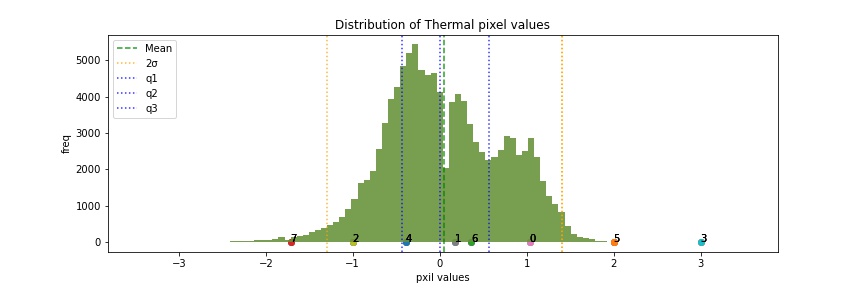 Distribution of Thermal pixel values
Mean
2σ
q1
q2
q3
5000
4000
3000
2000
1000
0
freq
7 2 4 1 6 0 5 3
−3 −2 −1 0 1 2 3
pxil values